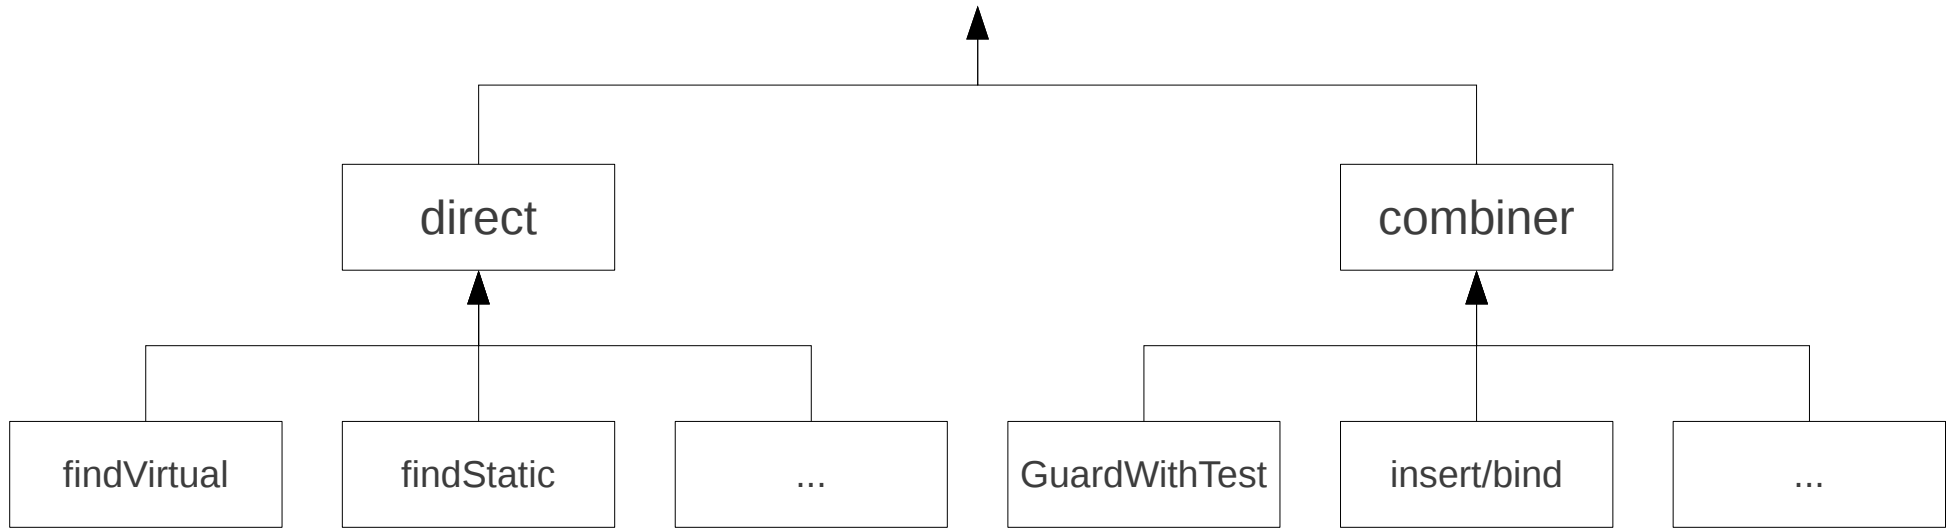 direct
combiner
findVirtual
findStatic
...
GuardWithTest
insert/bind
...